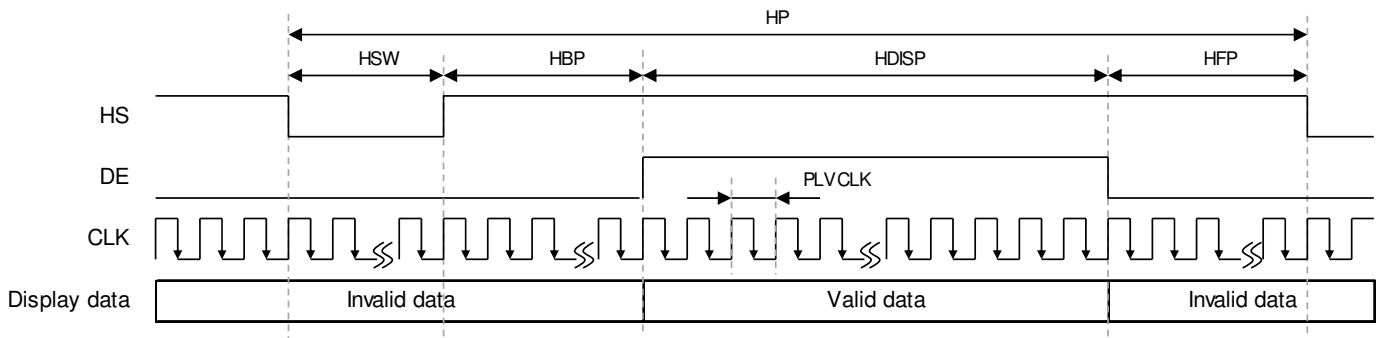 HP
HSW HBP HDISP HFP
HS
DE
PLVCLK
CLK
Display data Invalid data Valid data Invalid data